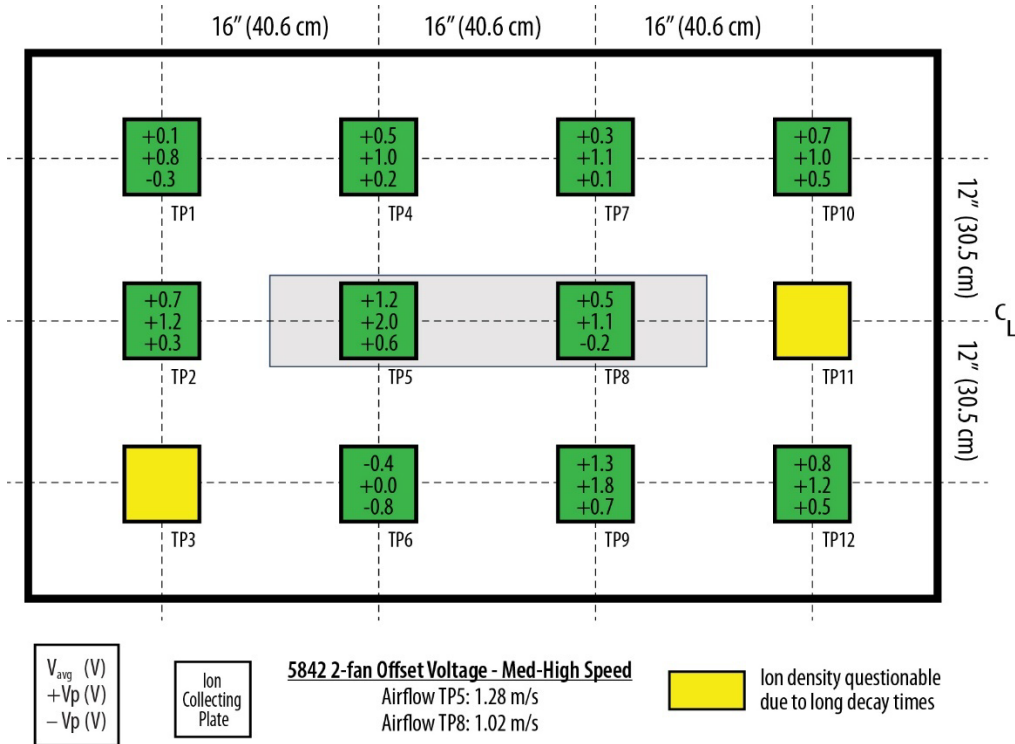 16” (40.6 cm) 16” (40.6 cm) 16” (40.6 cm)
+0.1
+0.8
-0.3
TP1
+0.5
+1.0
+0.2
TP4
+0.3
+1.1
+0.1
TP7
+0.7
+1.0
+0.5
TP10
12” (30.5 cm)
+0.7
+1.2
+0.3
TP2
+1.2
+2.0
+0.6
TP5
+0.5
+1.1
-0.2
TP8
TP11
CL
12” (30.5 cm)
TP3
-0.4
+0.0
-0.8
TP6
+1.3
+1.8
+0.7
TP9
+0.8
+1.2
+0.5
TP12
Vavg (V)
+Vp (V)
– Vp (V)
Ion
Collecting
Plate
5842 2-fan Offset Voltage - Med-High Speed
Airflow TP5: 1.28 m/s
Airflow TP8: 1.02 m/s
Ion density questionable
due to long decay times